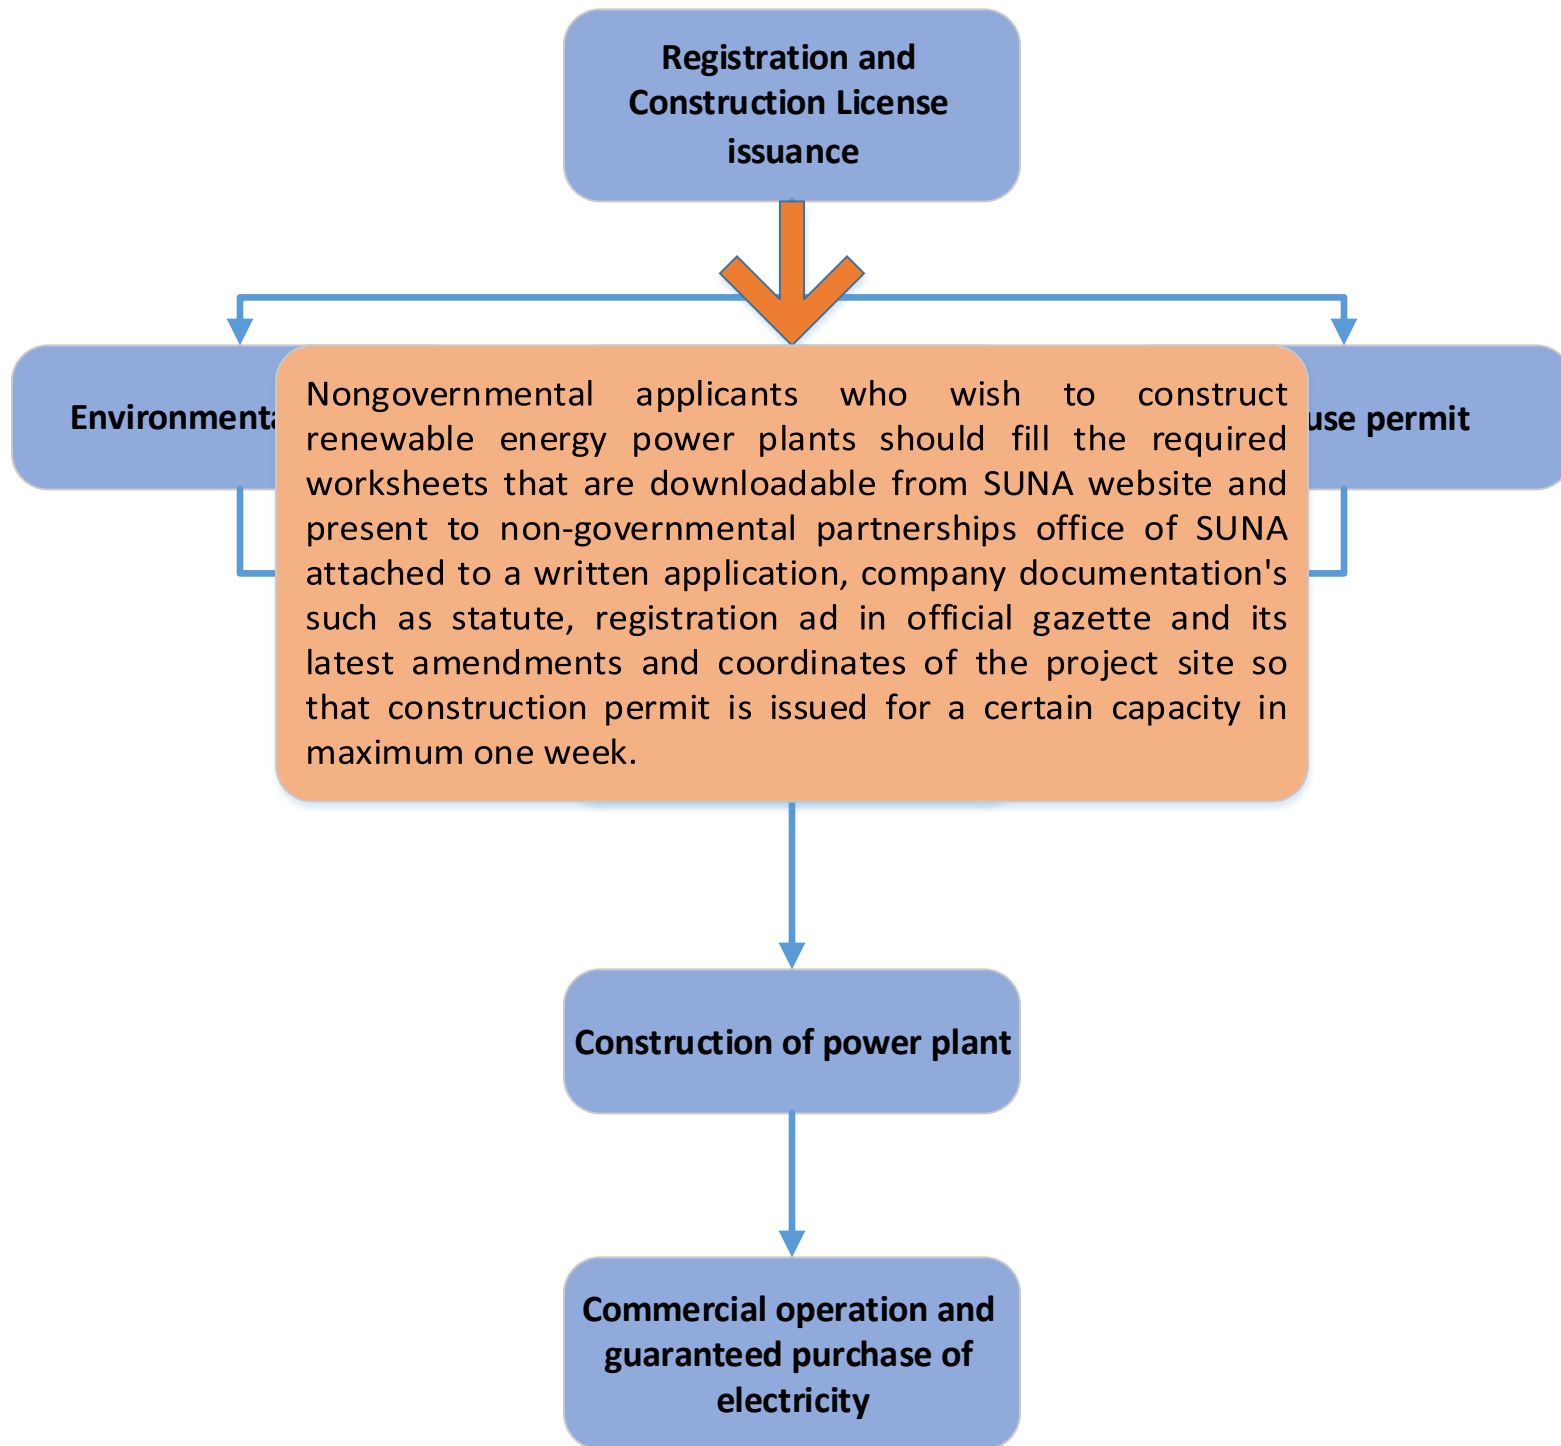 Registration and
Construction License
issuance
Nongovernmental applicants who wish to construct
renewable energy power plants should fill the required
worksheets that are downloadable from SUNA website and
present to non-governmental partnerships office of SUNA
attached to a written application, company documentation's
such as statute, registration ad in official gazette and its
latest amendments and coordinates of the project site so
that construction permit is issued for a certain capacity in
maximum one week.
use permit
Construction of power plant
Commercial operation and
guaranteed purchase of
electricity